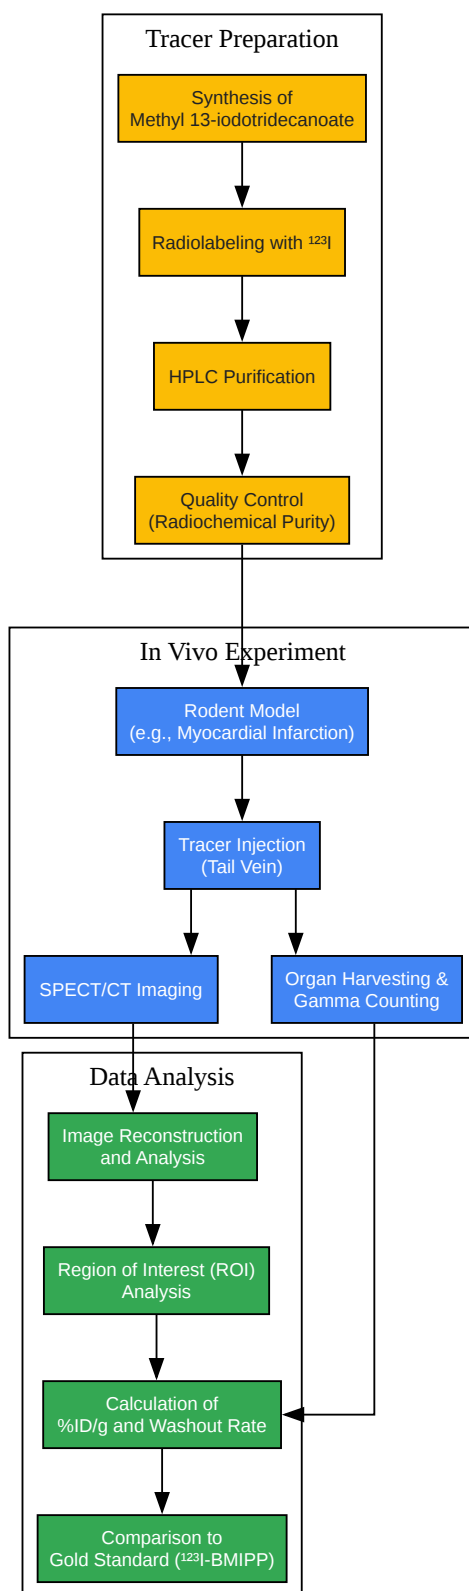 Tracer Preparation
Synthesis of
Methyl 13-iodotridecanoate
Radiolabeling with ¹²³I
HPLC Purification
Quality Control
(Radiochemical Purity)
In Vivo Experiment
Rodent Model
(e.g., Myocardial Infarction)
Tracer Injection
(Tail Vein)
SPECT/CT Imaging
Organ Harvesting &
Gamma Counting
Data Analysis
Image Reconstruction
and Analysis
Region of Interest (ROI)
Analysis
Calculation of
%ID/g and Washout Rate
Comparison to
Gold Standard (¹²³I-BMIPP)